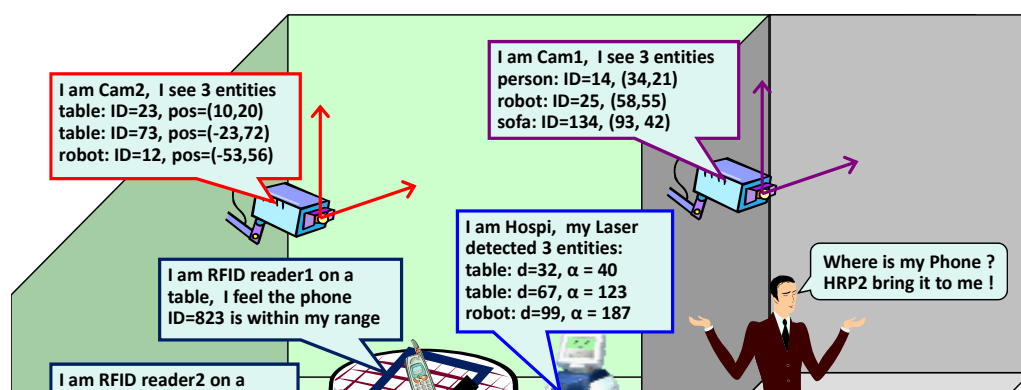 I am Cam1,  I see 3 entities
person: ID=14, (34,21)
robot: ID=25, (58,55)
sofa: ID=134, (93, 42)
I am Cam2,  I see 3 entities
table: ID=23, pos=(10,20)
table: ID=73, pos=(-23,72)
robot: ID=12, pos=(-53,56)
I am Hospi,  my Laser
detected 3 entities:
table: d=32, α = 40
table: d=67, α = 123
robot: d=99, α = 187
Where is my Phone ?
HRP2 bring it to me !
I am RFID reader1 on a
table,  I feel the phone
ID=823 is within my range
I am RFID reader2 on a